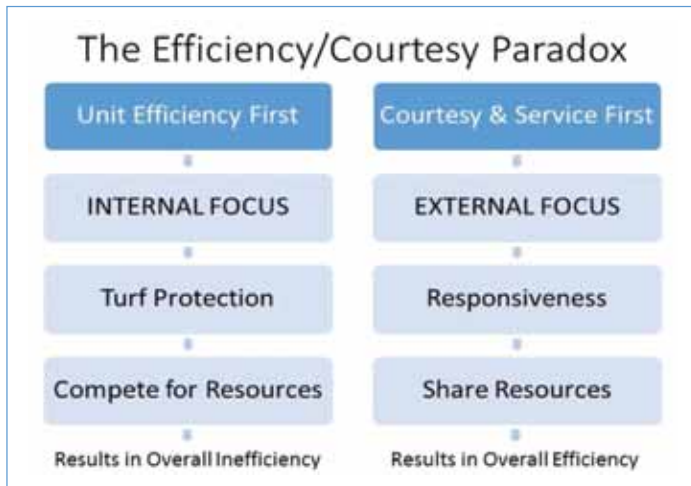 The Efficiency/Courtesy Paradox
Unit Efficiency First
INTERNAL FOCUS
Turf Protection
Compete for Resources
Results in Overall Inefficiency
Courtesy & Service First
EXTERNAL FOCUS
Responsiveness
Share Resources
Results in Overall Efficiency